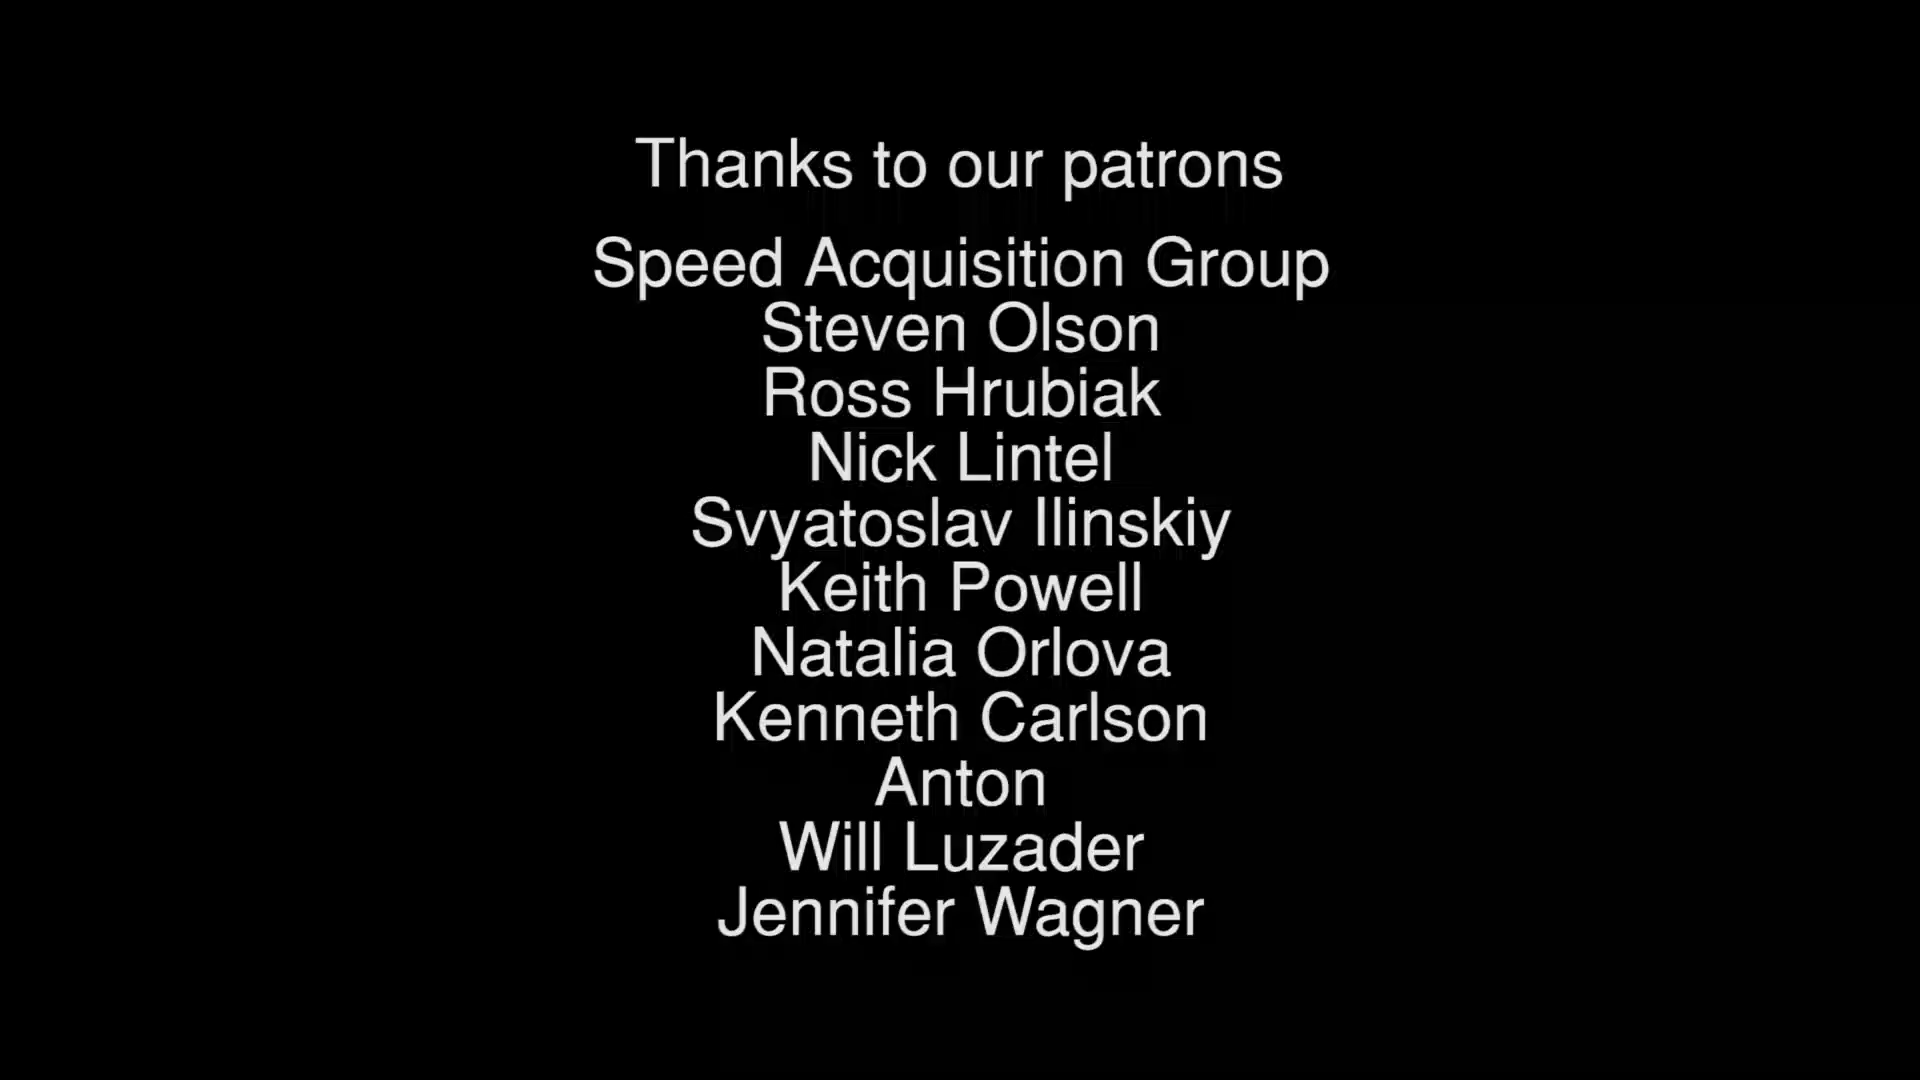 Thanks to our patrons
Speed Acquisition Group
Steven Olson
Ross Hrubiak
Nick Lintel
Svyatoslav Ilinskiy
Keith Powell
Natalia Orlova
Kenneth Carlson
Anton
Will Luzader
Jennifer Wagner